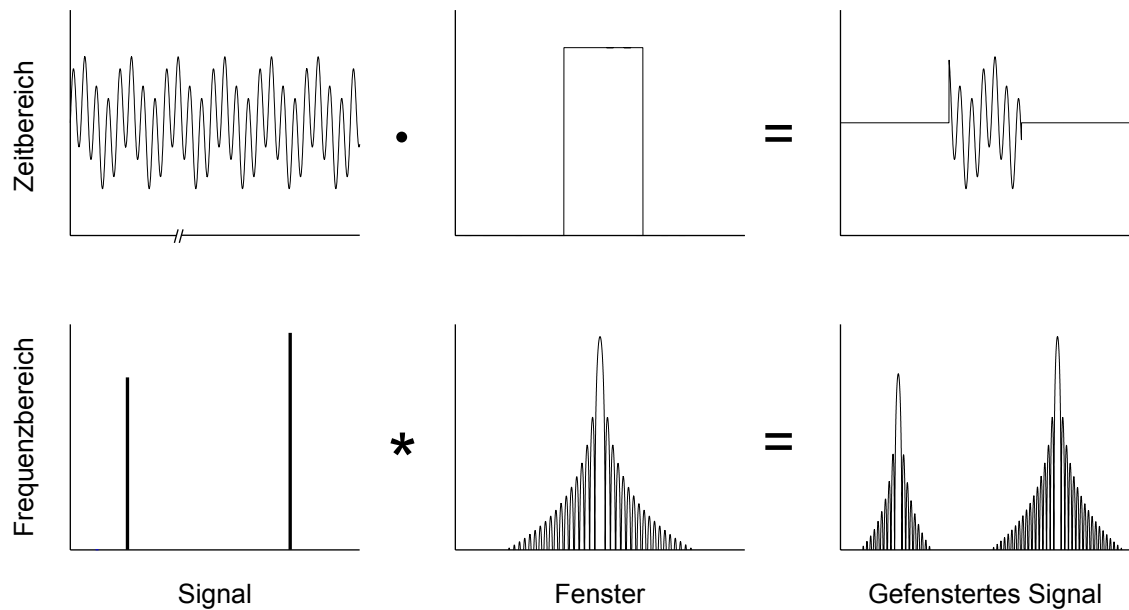 Zeitbereich
•
=
Frequenzbereich
*
=
Signal
Fenster
Gefenstertes Signal